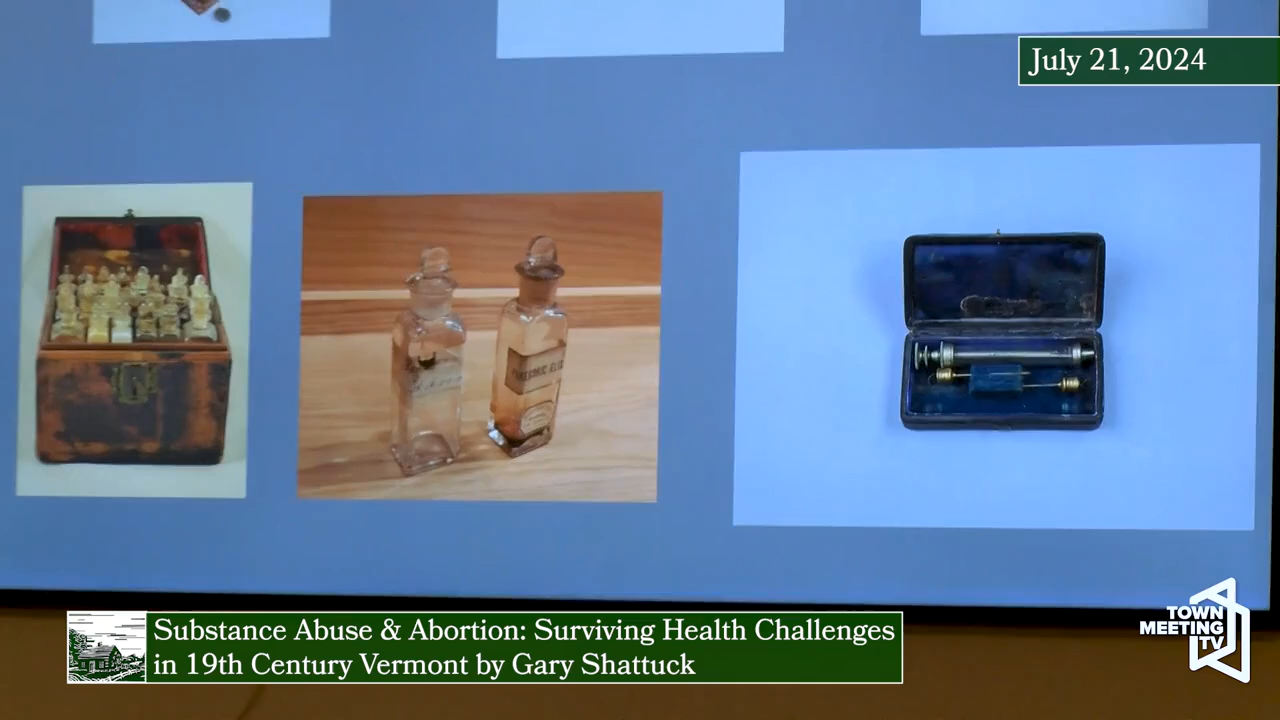 July 21, 2024
Substance Abuse & Abortion: Surviving Health Challenges
in 19th Century Vermont by Gary Shattuck
TOWN
MEETING
TV